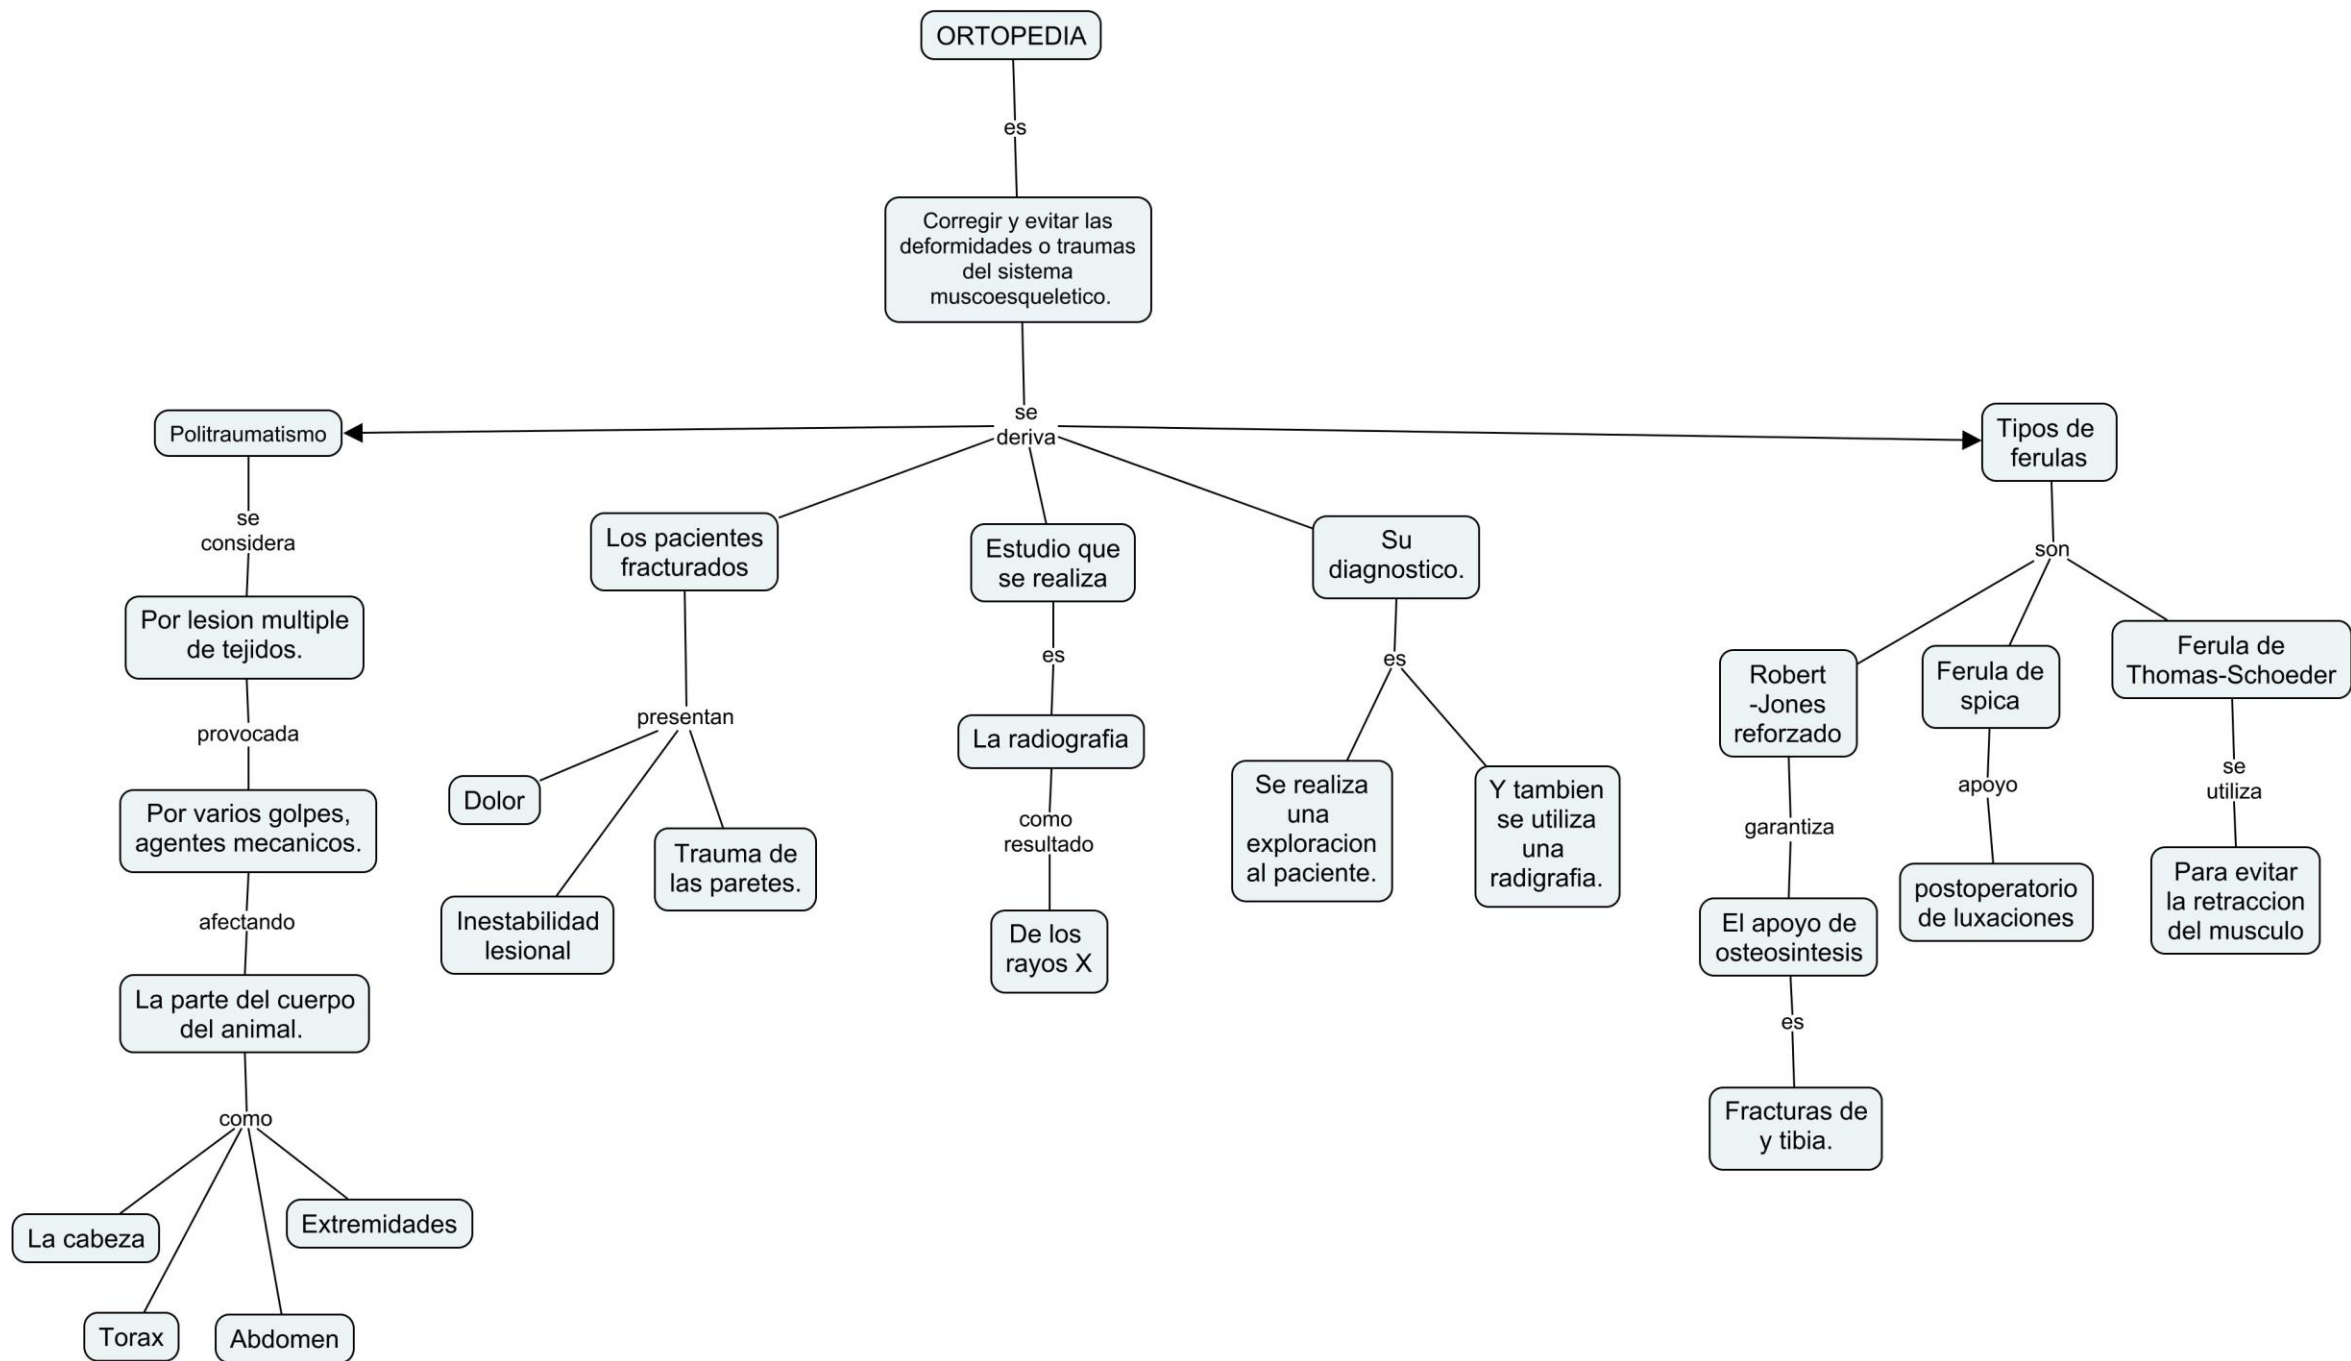 ORTOPEDIA
es
Corregir y evitar las
deformidades o traumas
del sistema
muscoesqueletico.
se
deriva
Politraumatismo
se
considera
Por lesion multiple
de tejidos.
provocada
Por varios golpes,
agentes mecanicos.
afectando
La parte del cuerpo
del animal.
como
La cabeza
Torax
Abdomen
Extremidades
Los pacientes
fracturados
presentan
Dolor
Inestabilidad
lesional
Trauma de
las paretes.
Estudio que
se realiza
es
La radiografia
como
resultado
De los
rayos X
Su
diagnostico.
es
Se realiza
una
exploracion
al paciente.
Y tambien
se utiliza
una
radigrafia.
Tipos de
ferulas
son
Robert
-Jones
reforzado
garantiza
El apoyo de
osteosintesis
es
Fracturas de
y tibia.
Ferula de
spica
apoyo
postoperatorio
de luxaciones
Ferula de
Thomas-Schoeder
se
utiliza
Para evitar
la retraccion
del musculo